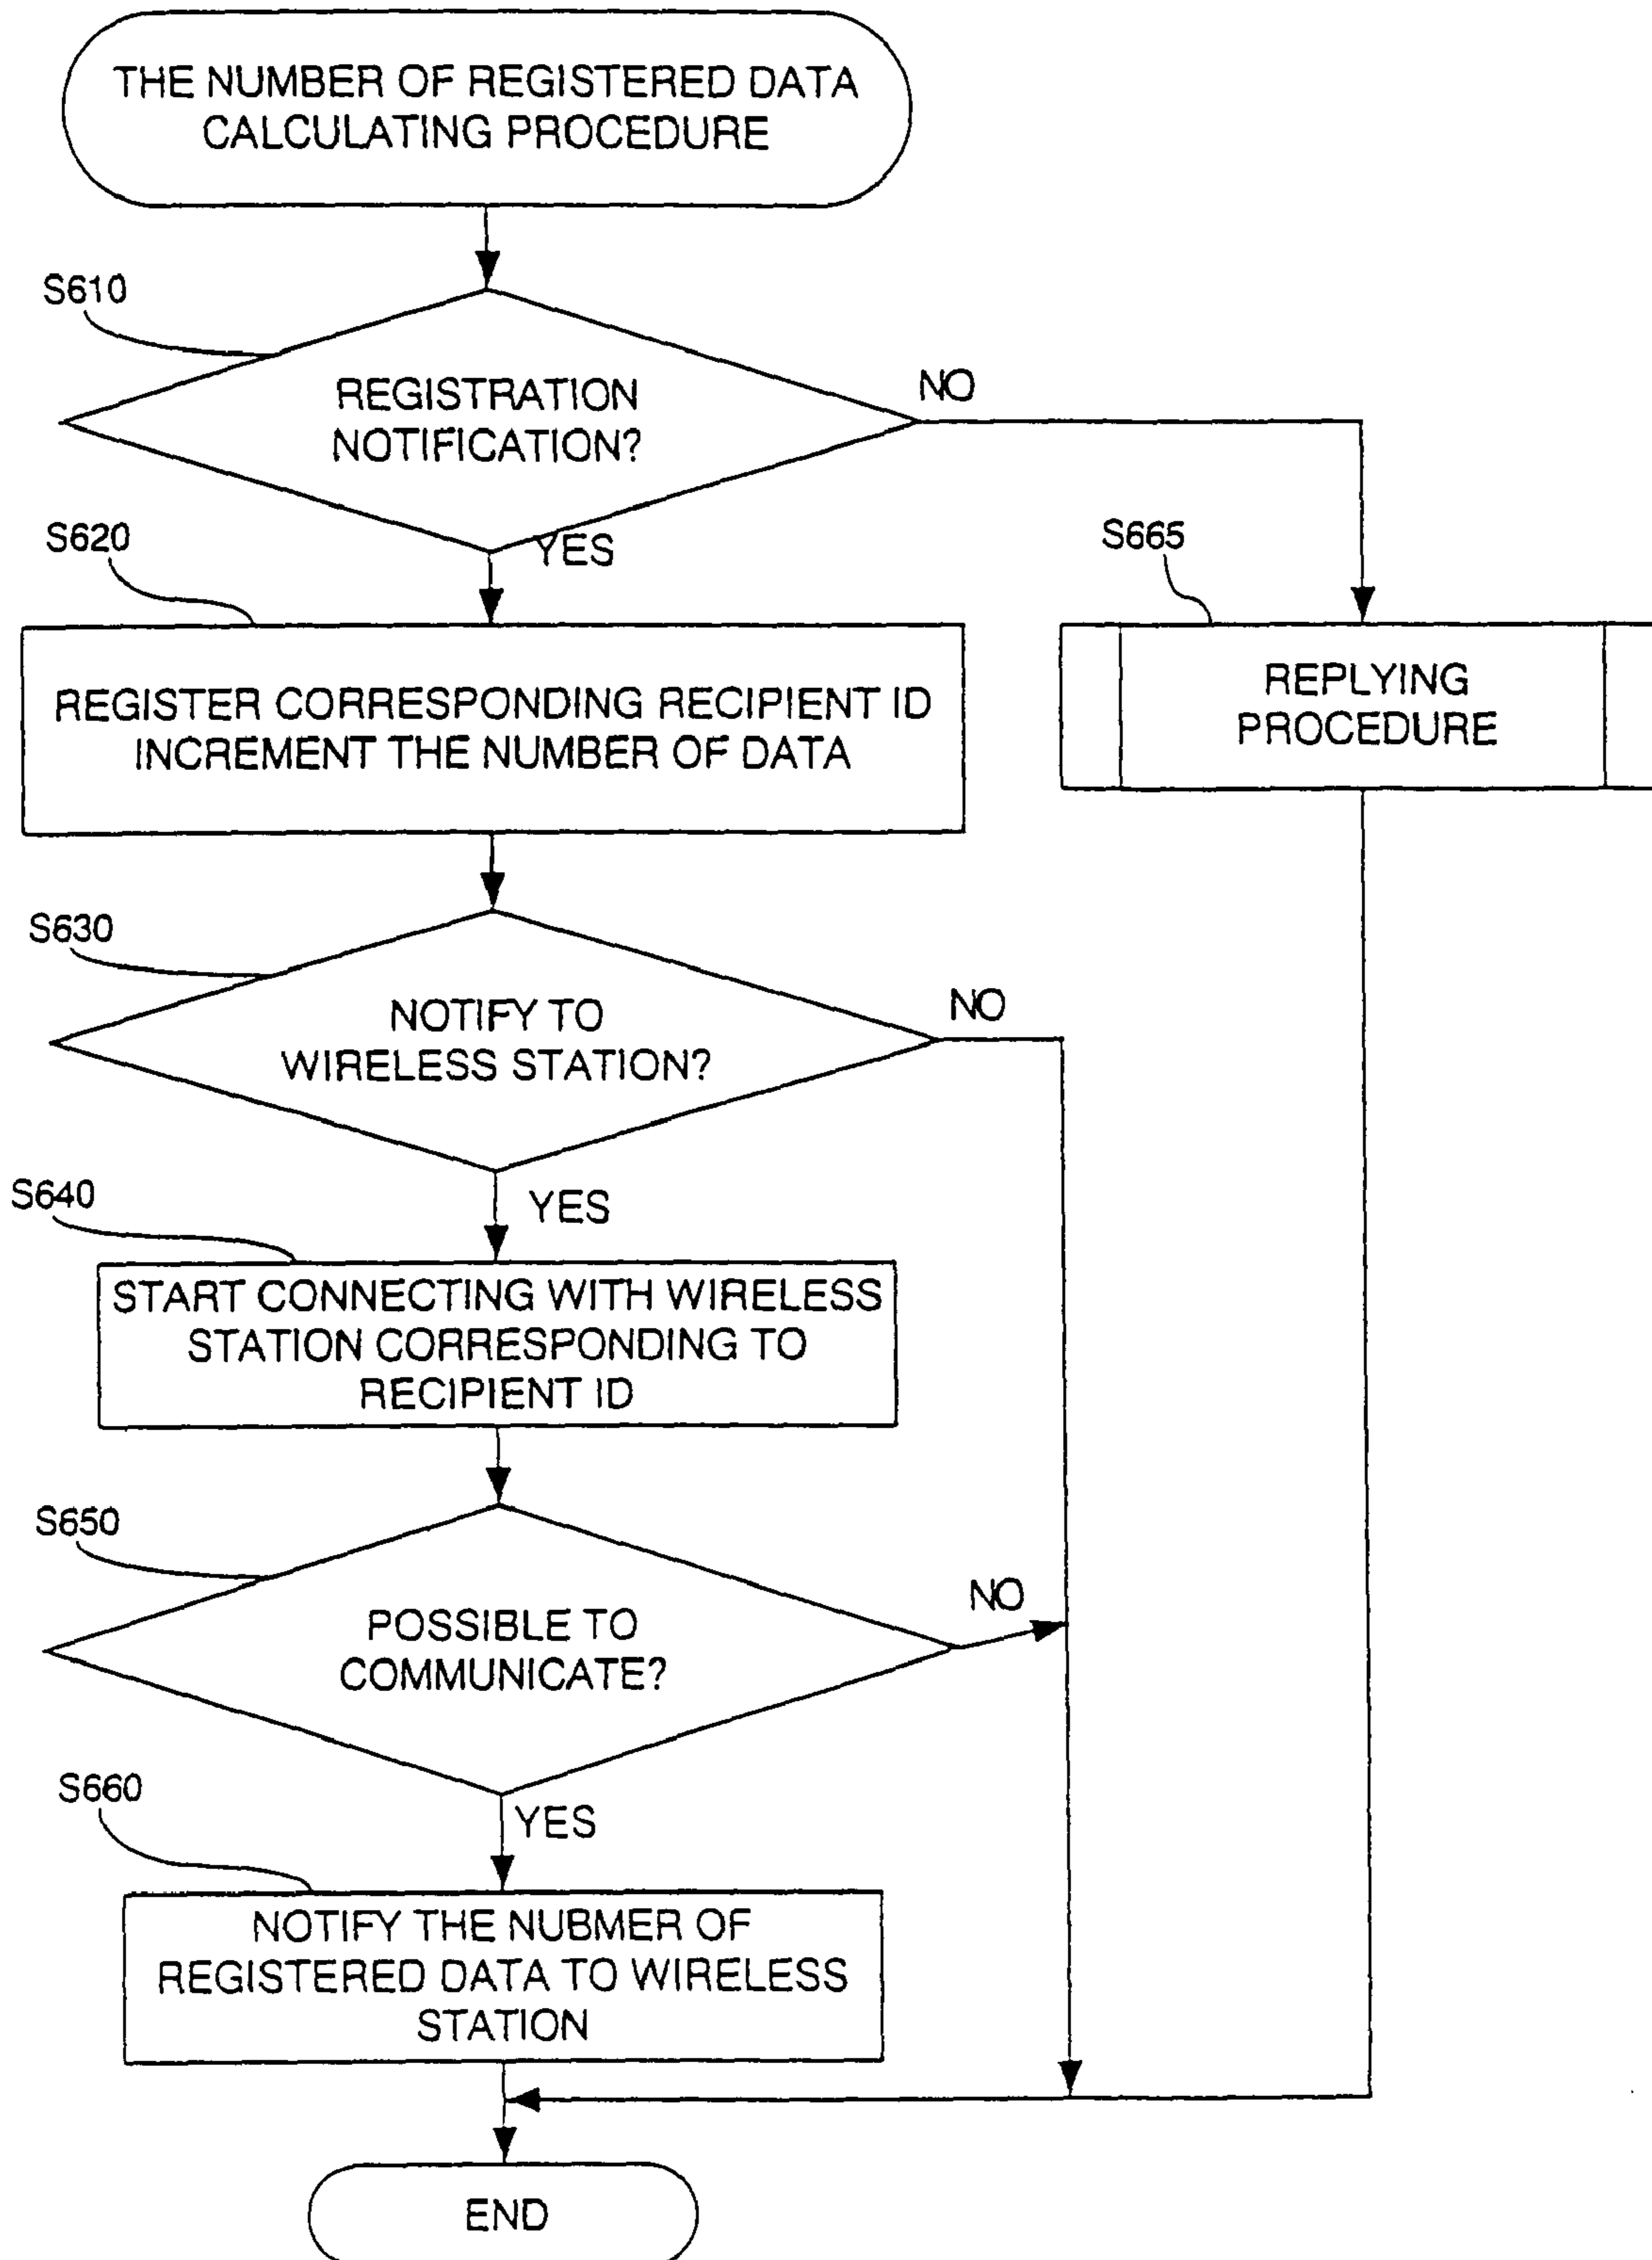 THE NUMBER OF REGISTERED DATA
CALCULATING PROCEDURE
S610
REGISTRATION
NOTIFICATION?
NO
YES
S620
REGISTER CORRESPONDING RECIPIENT ID
INCREMENT THE NUMBER OF DATA
S665
REPLYING
PROCEDURE
S630
NOTIFY TO
WIRELESS STATION?
NO
YES
S640
START CONNECTING WITH WIRELESS
STATION CORRESPONDING TO
RECIPIENT ID
S650
POSSIBLE TO
COMMUNICATE?
NO
YES
S660
NOTIFY THE NUBMER OF
REGISTERED DATA TO WIRELESS
STATION
END